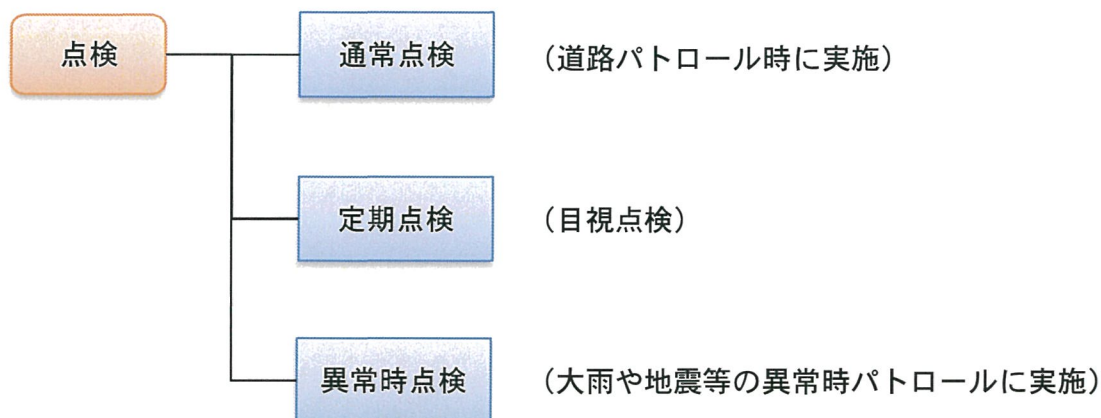 点検
通常点検 (道路パトロール時に実施)
定期点検 (目視点検)
異常時点検 (大雨や地震等の異常時パトロールに実施)